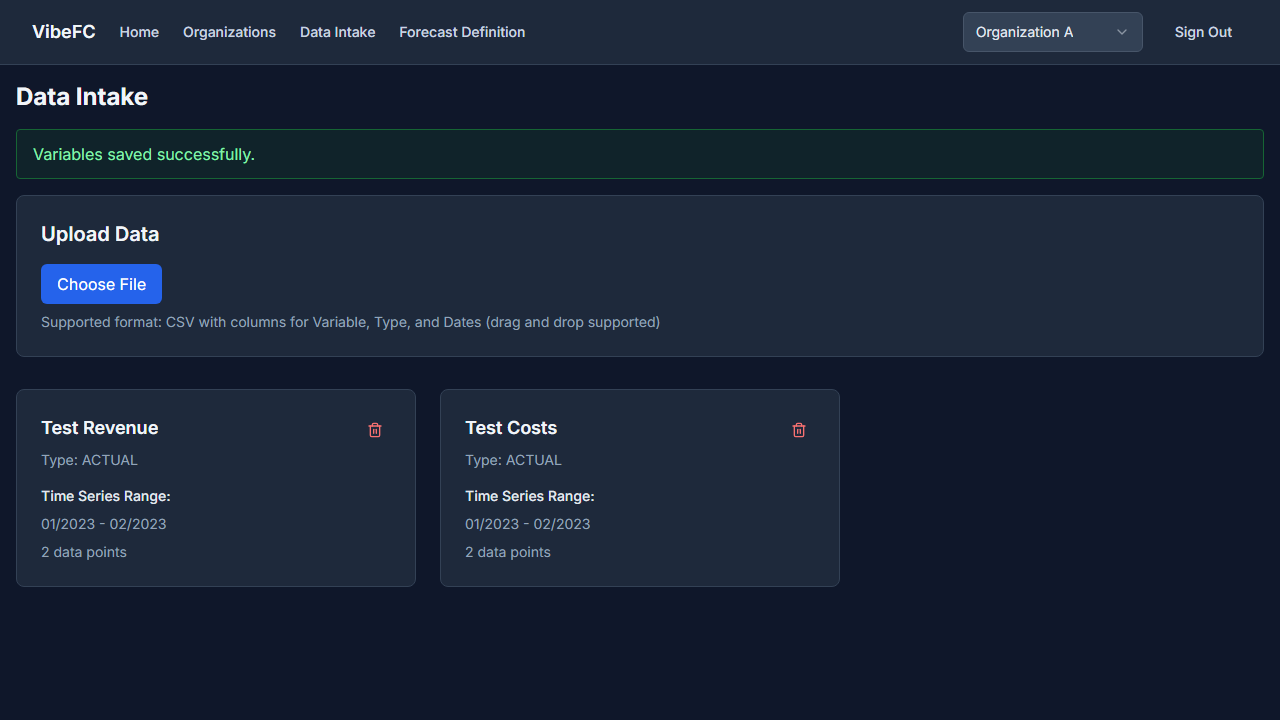 VibeFC Home Organizations Data Intake Forecast Definition Organization A Sign Out
Data Intake
Variables saved successfully.
Upload Data
Choose File
Supported format: CSV with columns for Variable, Type, and Dates (drag and drop supported)
Test Revenue
Type: ACTUAL
Time Series Range:
01/2023 - 02/2023
2 data points
Test Costs
Type: ACTUAL
Time Series Range:
01/2023 - 02/2023
2 data points